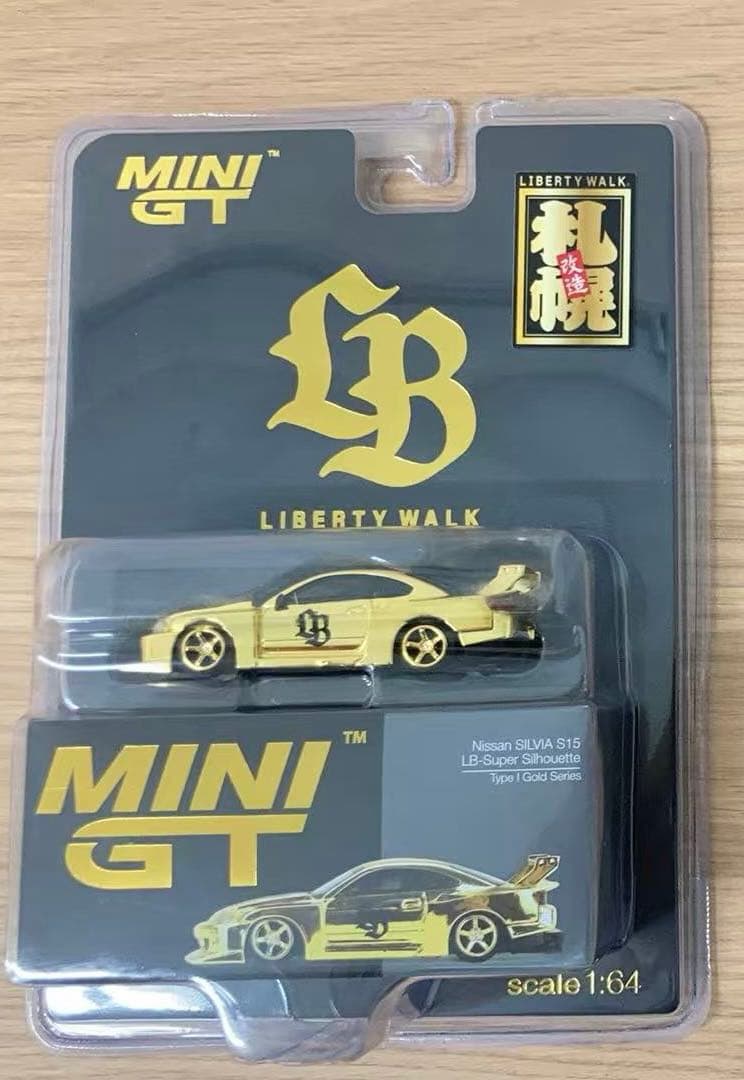 MINI GT™
LIBERTY WALK
札幌
改造
LB
LIBERTY WALK
LB
MINI GT™
Nissan SILVIA S15
LB-Super Silhouette
Type I Gold Series
scale 1:64